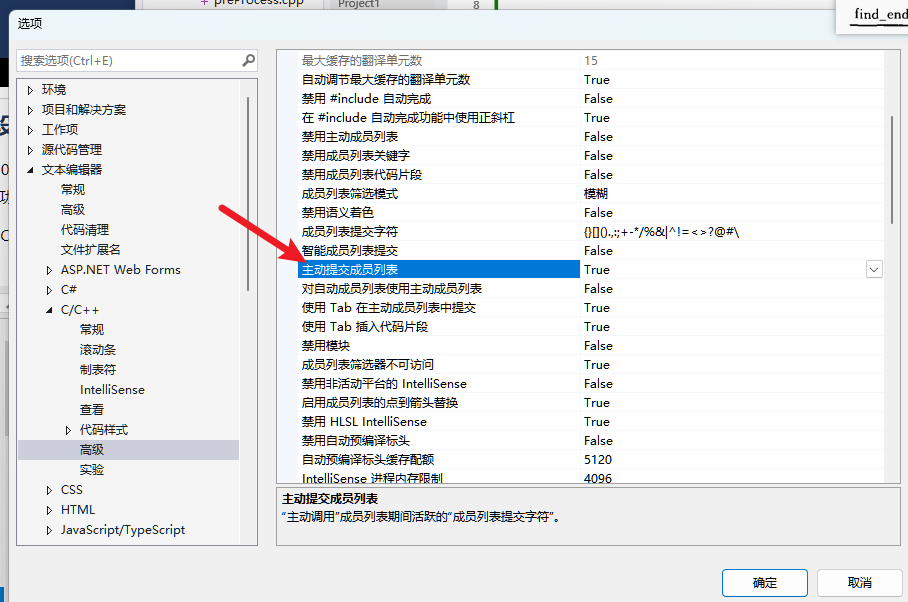 preProcess.cpp
Project1
8
find_end
选项
搜索选项(Ctrl+E)
环境
项目和解决方案
工作项
源代码管理
文本编辑器
常规
高级
代码清理
文件扩展名
ASP.NET Web Forms
C#
C/C++
常规
滚动条
制表符
IntelliSense
查看
代码样式
高级
实验
CSS
HTML
JavaScript/TypeScript
最大缓存的翻译单元数 15
自动调节最大缓存的翻译单元数 True
禁用 #include 自动完成 False
在 #include 自动完成功能中使用正斜杠 True
禁用主动成员列表 False
禁用成员列表关键字 False
禁用成员列表代码片段 False
成员列表筛选模式 模糊
禁用语义着色 False
成员列表提交字符 {}[]().,:;+-*/%&|^!=<>?@#\
智能成员列表提交 False
主动提交成员列表 True
对自动成员列表使用主动成员列表 False
使用 Tab 在主动成员列表中提交 True
使用 Tab 插入代码片段 True
禁用模块 False
成员列表筛选器不可访问 True
禁用非活动平台的 IntelliSense False
启用成员列表的点到箭头替换 True
禁用 HLSL IntelliSense True
禁用自动预编译标头 False
自动预编译标头缓存配额 5120
IntelliSense 进程内存限制 4096
主动提交成员列表
“主动调用”成员列表期间活跃的“成员列表提交字符”。
确定
取消